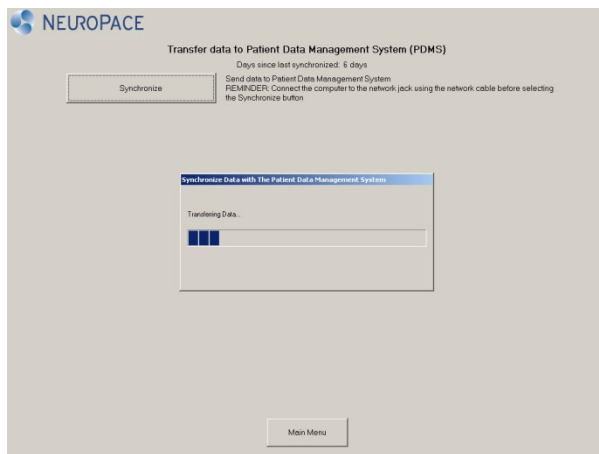 NEUROPACE
Transfer data to Patient Data Management System (PDMS)
Days since last synchronized: 6 days
Synchronize
Send data to Patient Data Management System
REMINDER: Connect the computer to the network jack using the network cable before selecting
the Synchronize button
Synchronize Data with The Patient Data Management System
Transfering Data...
Main Menu